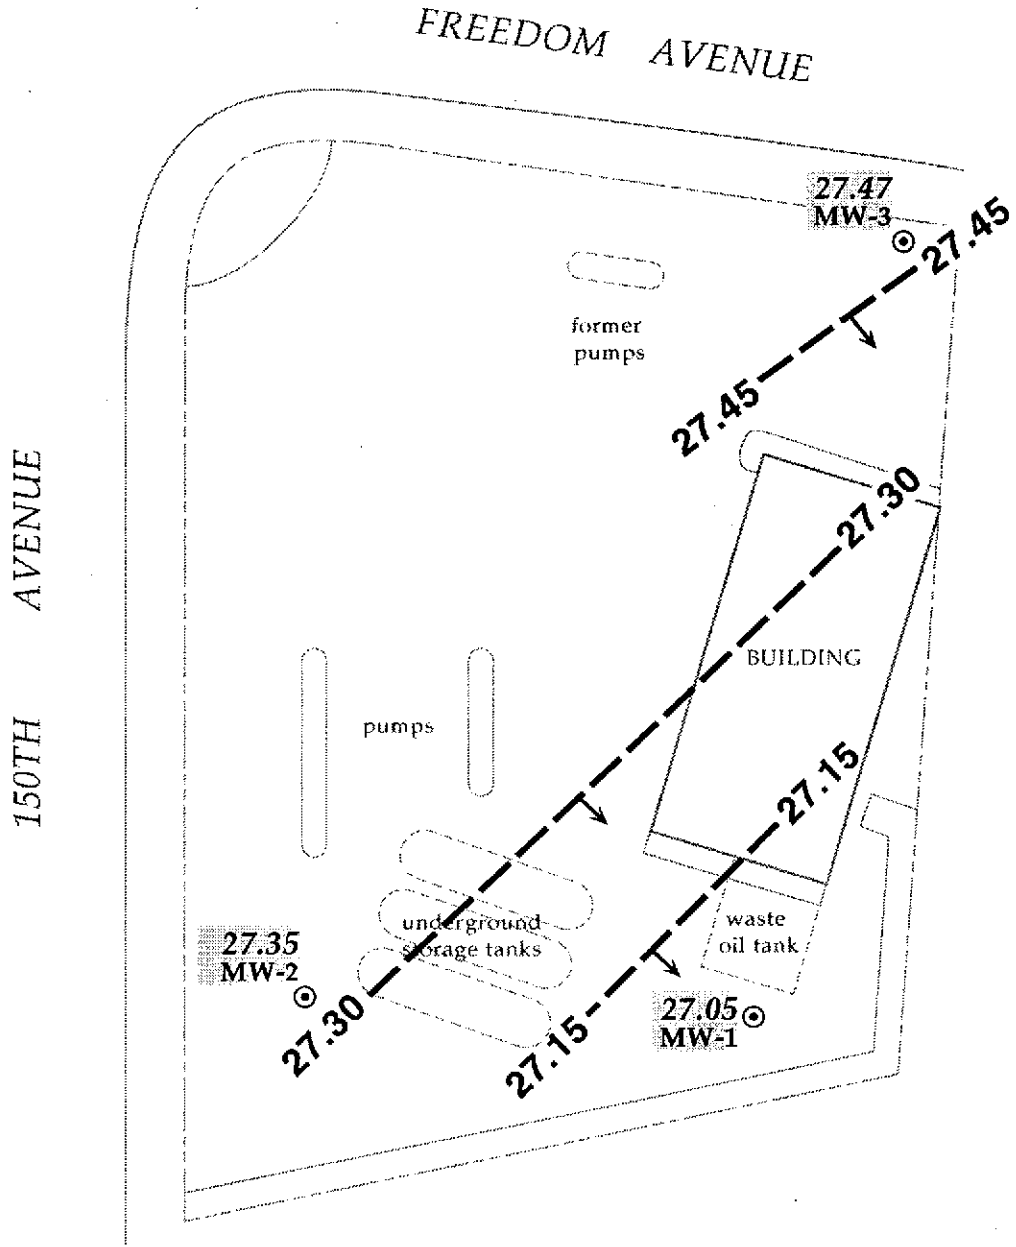 FREEDOM AVENUE
27.47
MW-3
27.45
former
pumps
27.45
27.30
150TH AVENUE
BUILDING
pumps
27.15
underground
storage tanks
waste
oil tank
27.35
MW-2
27.30
27.05
MW-1
27.15